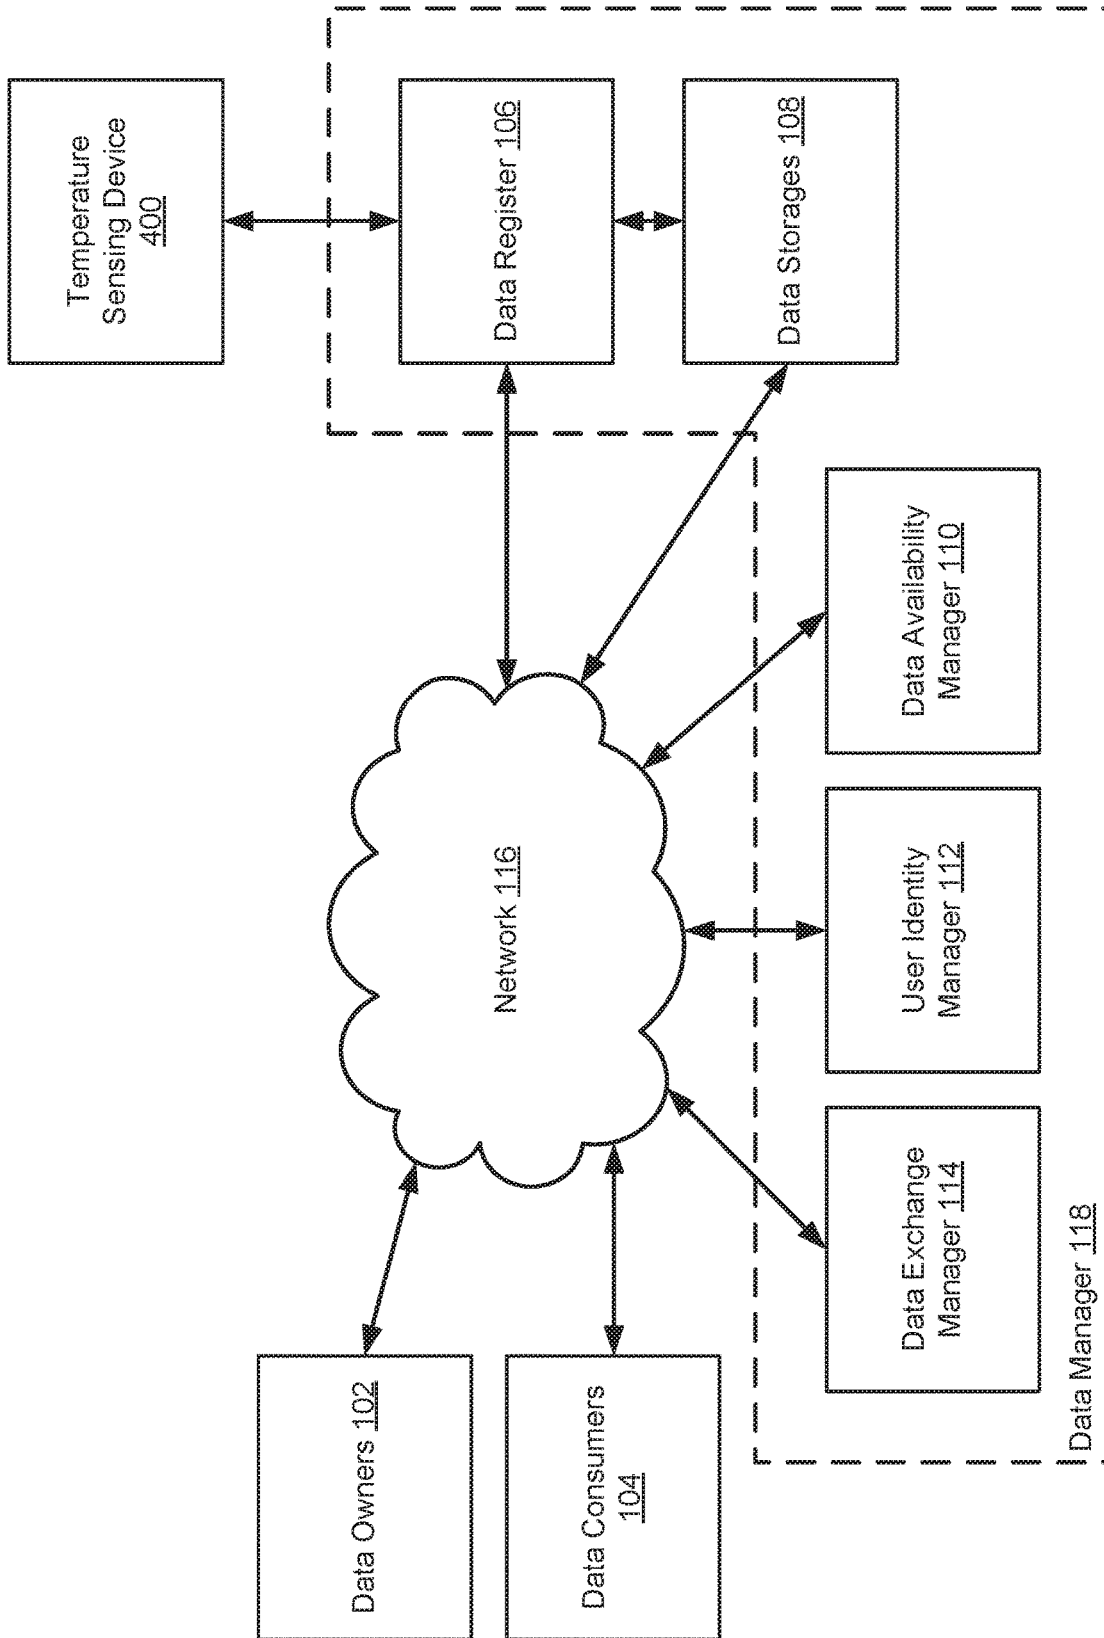 Temperature
Sensing Device
400
Data Register 106
Data Storages 108
Network 116
Data Owners 102
Data Consumers
104
Data Availability
Manager 110
User Identity
Manager 112
Data Exchange
Manager 114
Data Manager 118